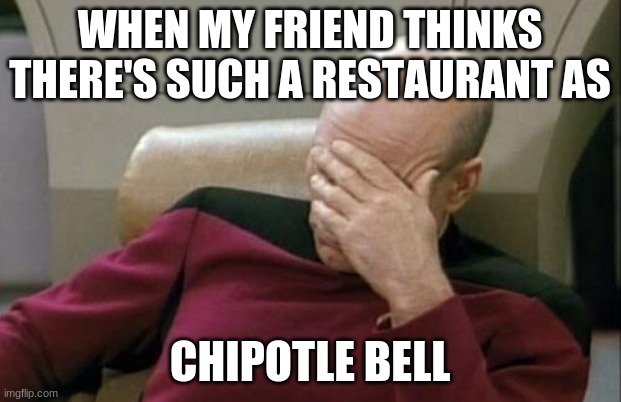 WHEN MY FRIEND THINKS
THERE'S SUCH A RESTAURANT AS
CHIPOTLE BELL
imgflip.com